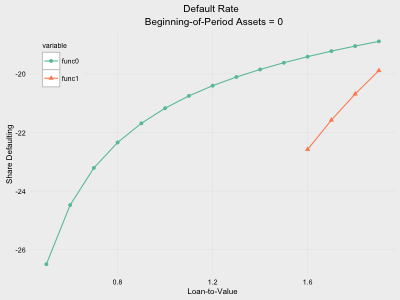 Default Rate
Beginning-of-Period Assets = 0
variable
func0
func1
Share Defaulting
-20
-22
-24
-26
0.8
1.2
1.6
Loan-to-Value